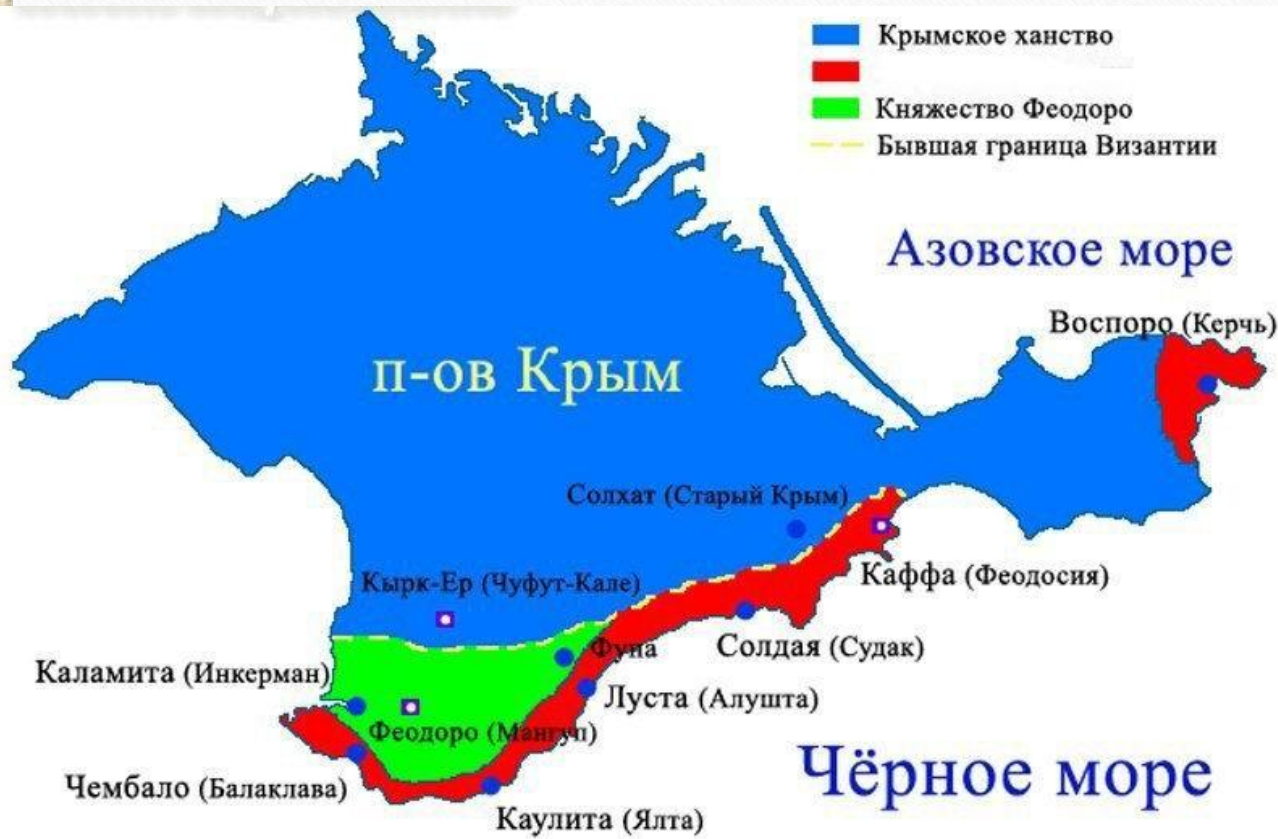 Крымское ханство
Княжество Феодоро
Бывшая граница Византии
Азовское море
Воспоро (Керчь)
п-ов Крым
Солхат (Старый Крым)
Каффа (Феодосия)
Кырк-Ер (Чуфут-Кале)
Фуна
Солдая (Судак)
Каламита (Инкерман)
Луста (Алушта)
Феодоро (Мангуп)
Чембало (Балаклава)
Чёрное море
Каулита (Ялта)